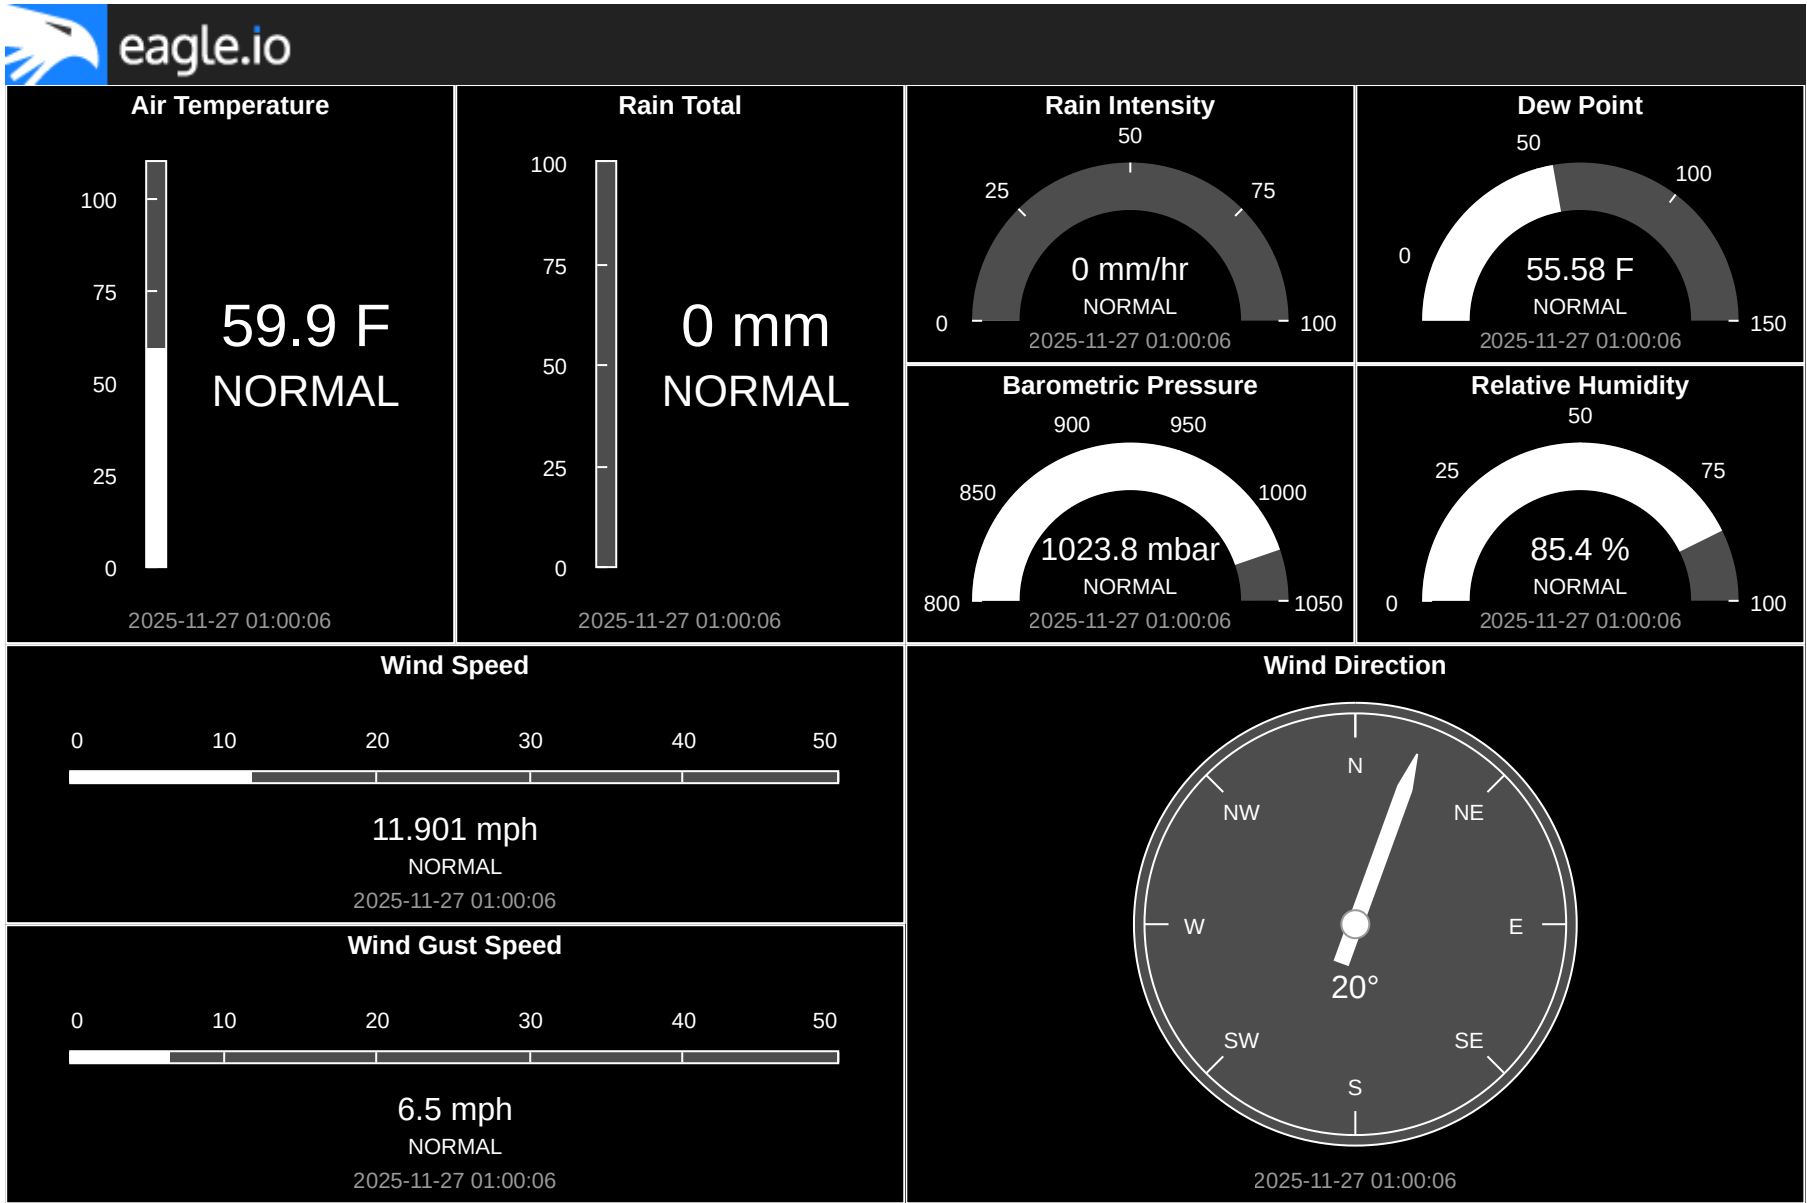 eagle.io
Air Temperature
100
75
50
25
0
59.9 F
NORMAL
2025-11-27 01:00:06
Rain Total
100
75
50
25
0
0 mm
NORMAL
2025-11-27 01:00:06
Rain Intensity
50
25
75
0
100
0 mm/hr
NORMAL
2025-11-27 01:00:06
Dew Point
50
100
0
150
55.58 F
NORMAL
2025-11-27 01:00:06
Barometric Pressure
900
950
850
1000
800
1050
1023.8 mbar
NORMAL
2025-11-27 01:00:06
Relative Humidity
50
25
75
0
100
85.4 %
NORMAL
2025-11-27 01:00:06
Wind Speed
0 10 20 30 40 50
11.901 mph
NORMAL
2025-11-27 01:00:06
Wind Gust Speed
0 10 20 30 40 50
6.5 mph
NORMAL
2025-11-27 01:00:06
Wind Direction
N
NW
NE
W
E
20°
SW
SE
S
2025-11-27 01:00:06